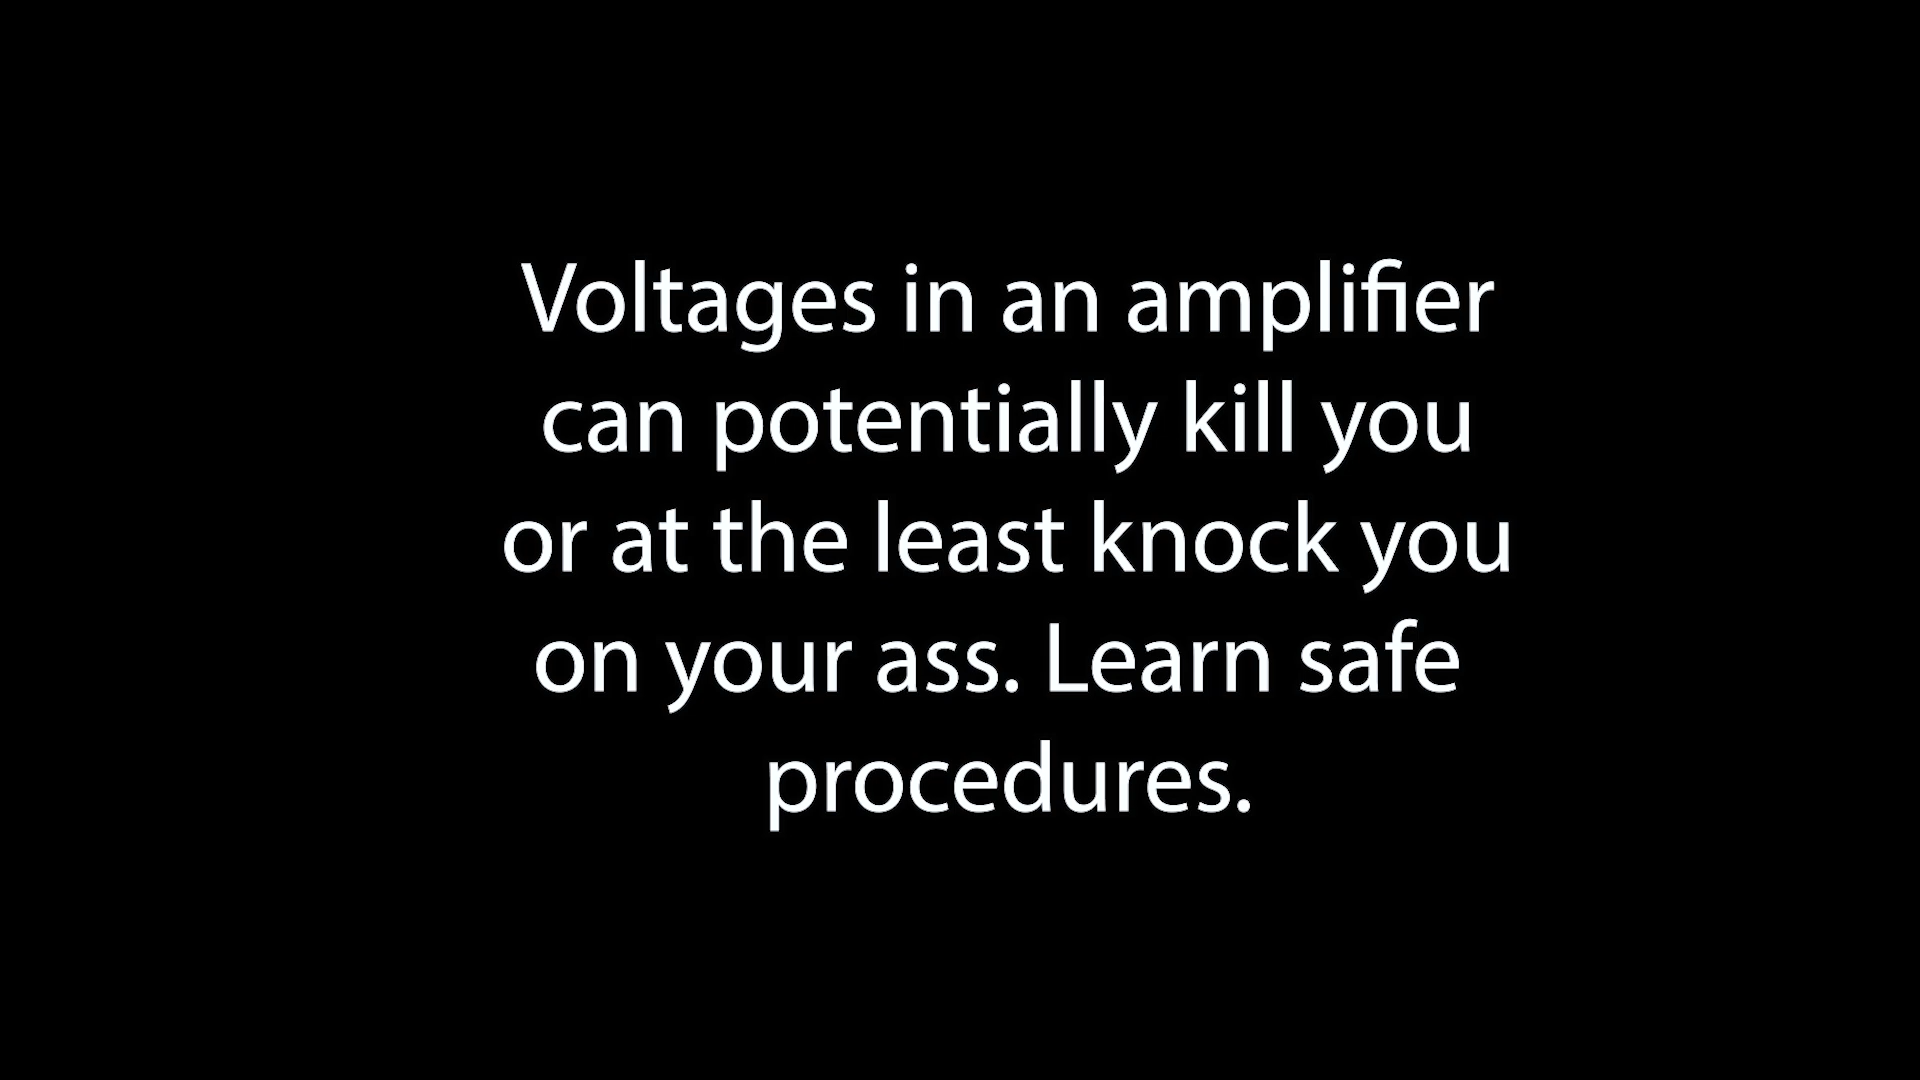 Voltages in an amplifier
can potentially kill you
or at the least knock you
on your ass. Learn safe
procedures.